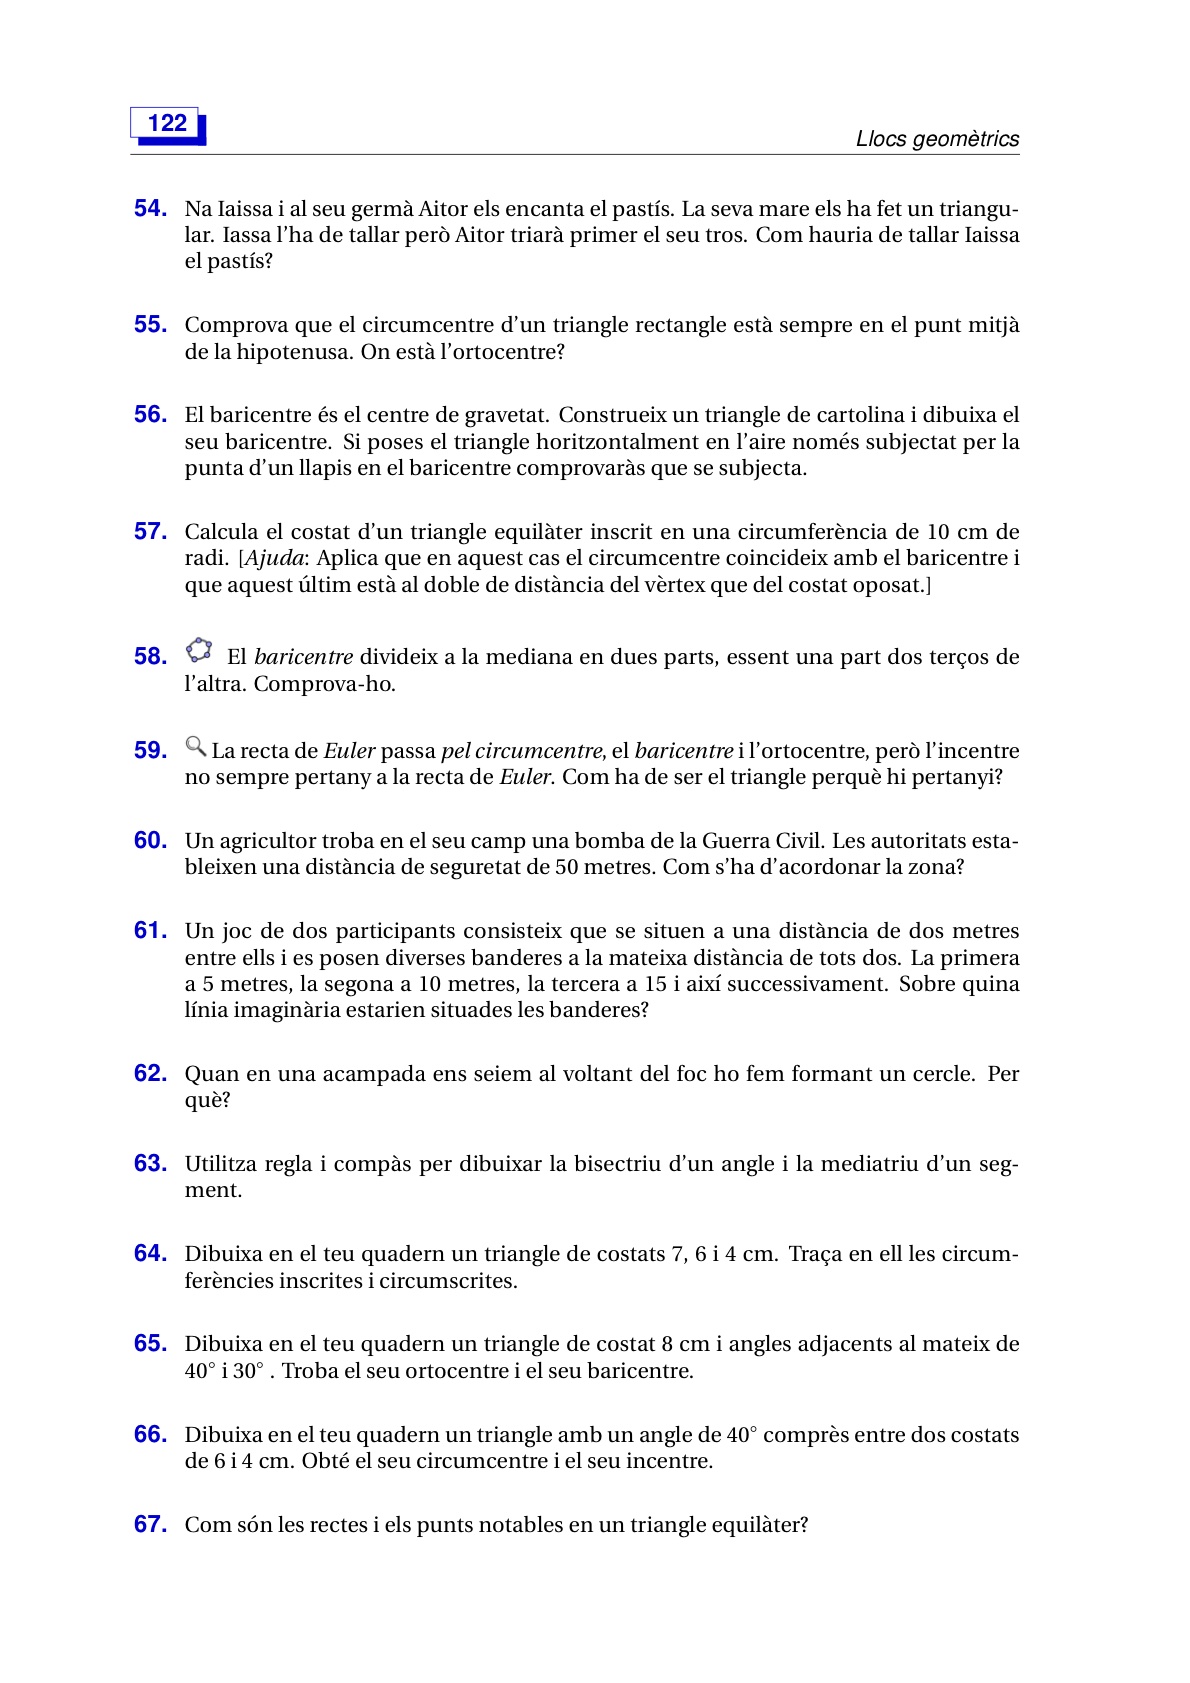 122
Llocs geomètrics
54. Na Iaissa i al seu germà Aitor els encanta el pastís. La seva mare els ha fet un triangu-
lar. Iassa l'ha de tallar però Aitor triarà primer el seu tros. Com hauria de tallar Iaissa
el pastís?
55. Comprova que el circumcentre d'un triangle rectangle està sempre en el punt mitjà
de la hipotenusa. On està l'ortocentre?
56. El baricentre és el centre de gravetat. Construeix un triangle de cartolina i dibuixa el
seu baricentre. Si poses el triangle horitzontalment en l'aire només subjectat per la
punta d'un llapis en el baricentre comprovaràs que se subjecta.
57. Calcula el costat d'un triangle equilàter inscrit en una circumferència de 10 cm de
radi. [Ajuda: Aplica que en aquest cas el circumcentre coincideix amb el baricentre i
que aquest últim està al doble de distància del vèrtex que del costat oposat.]
58. El baricentre divideix a la mediana en dues parts, essent una part dos terços de
l'altra. Comprova-ho.
59. La recta de Euler passa pel circumcentre, el baricentre i l'ortocentre, però l'incentre
no sempre pertany a la recta de Euler. Com ha de ser el triangle perquè hi pertanyi?
60. Un agricultor troba en el seu camp una bomba de la Guerra Civil. Les autoritats esta-
bleixen una distància de seguretat de 50 metres. Com s'ha d'acordonar la zona?
61. Un joc de dos participants consisteix que se situen a una distància de dos metres
entre ells i es posen diverses banderes a la mateixa distància de tots dos. La primera
a 5 metres, la segona a 10 metres, la tercera a 15 i així successivament. Sobre quina
línia imaginària estarien situades les banderes?
62. Quan en una acampada ens seiem al voltant del foc ho fem formant un cercle. Per
què?
63. Utilitza regla i compàs per dibuixar la bisectriu d'un angle i la mediatriu d'un seg-
ment.
64. Dibuixa en el teu quadern un triangle de costats 7, 6 i 4 cm. Traça en ell les circum-
ferències inscrites i circumscrites.
65. Dibuixa en el teu quadern un triangle de costat 8 cm i angles adjacents al mateix de
40° i 30° . Troba el seu ortocentre i el seu baricentre.
66. Dibuixa en el teu quadern un triangle amb un angle de 40° comprès entre dos costats
de 6 i 4 cm. Obté el seu circumcentre i el seu incentre.
67. Com són les rectes i els punts notables en un triangle equilàter?